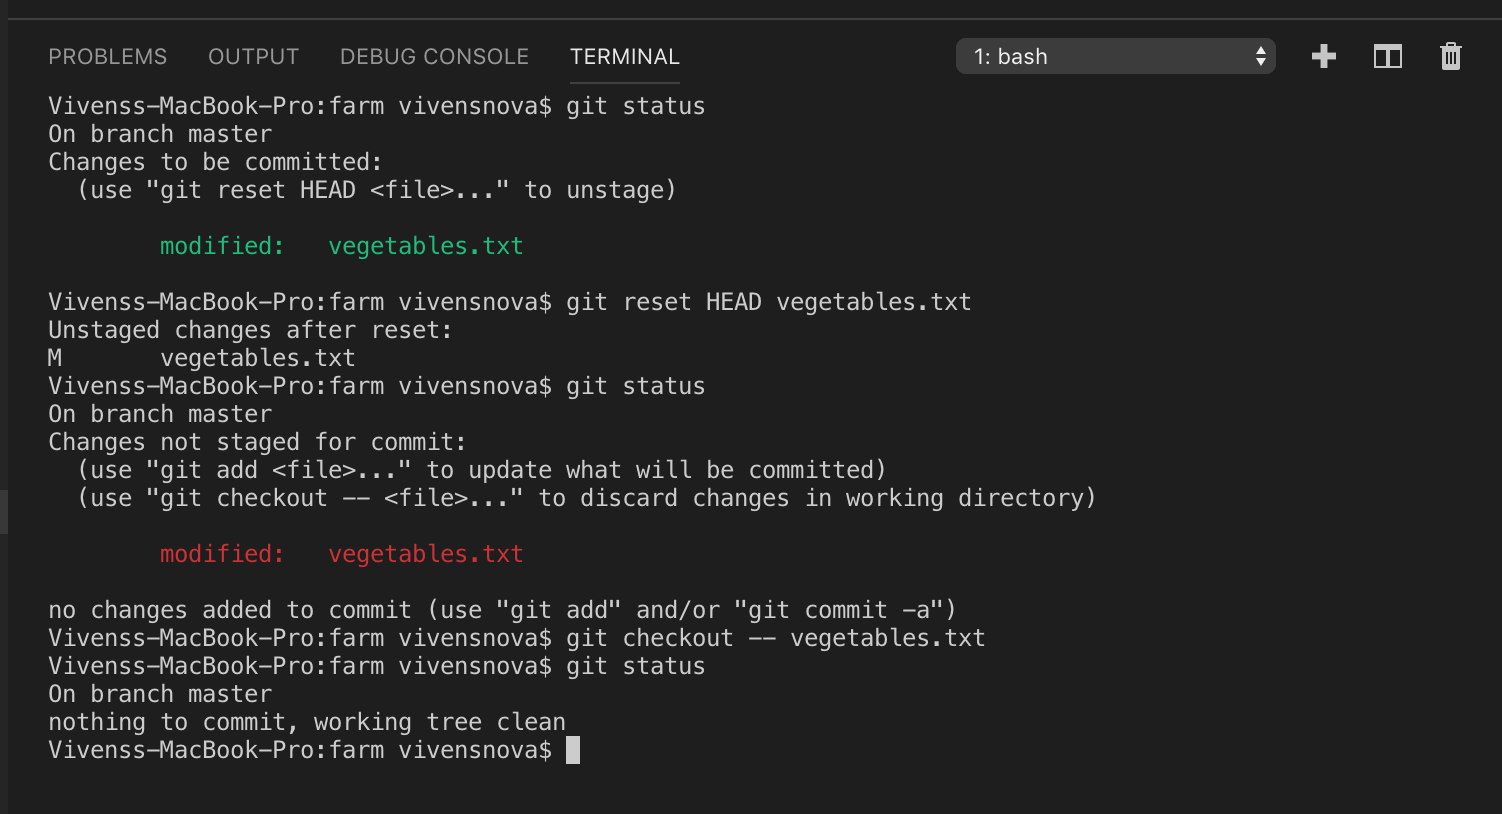 PROBLEMS OUTPUT DEBUG CONSOLE TERMINAL 1: bash
Vivenss-MacBook-Pro:farm vivensnova$ git status
On branch master
Changes to be committed:
  (use "git reset HEAD <file>..." to unstage)
        modified:   vegetables.txt
Vivenss-MacBook-Pro:farm vivensnova$ git reset HEAD vegetables.txt
Unstaged changes after reset:
M       vegetables.txt
Vivenss-MacBook-Pro:farm vivensnova$ git status
On branch master
Changes not staged for commit:
  (use "git add <file>..." to update what will be committed)
  (use "git checkout -- <file>..." to discard changes in working directory)
        modified:   vegetables.txt
no changes added to commit (use "git add" and/or "git commit -a")
Vivenss-MacBook-Pro:farm vivensnova$ git checkout -- vegetables.txt
Vivenss-MacBook-Pro:farm vivensnova$ git status
On branch master
nothing to commit, working tree clean
Vivenss-MacBook-Pro:farm vivensnova$